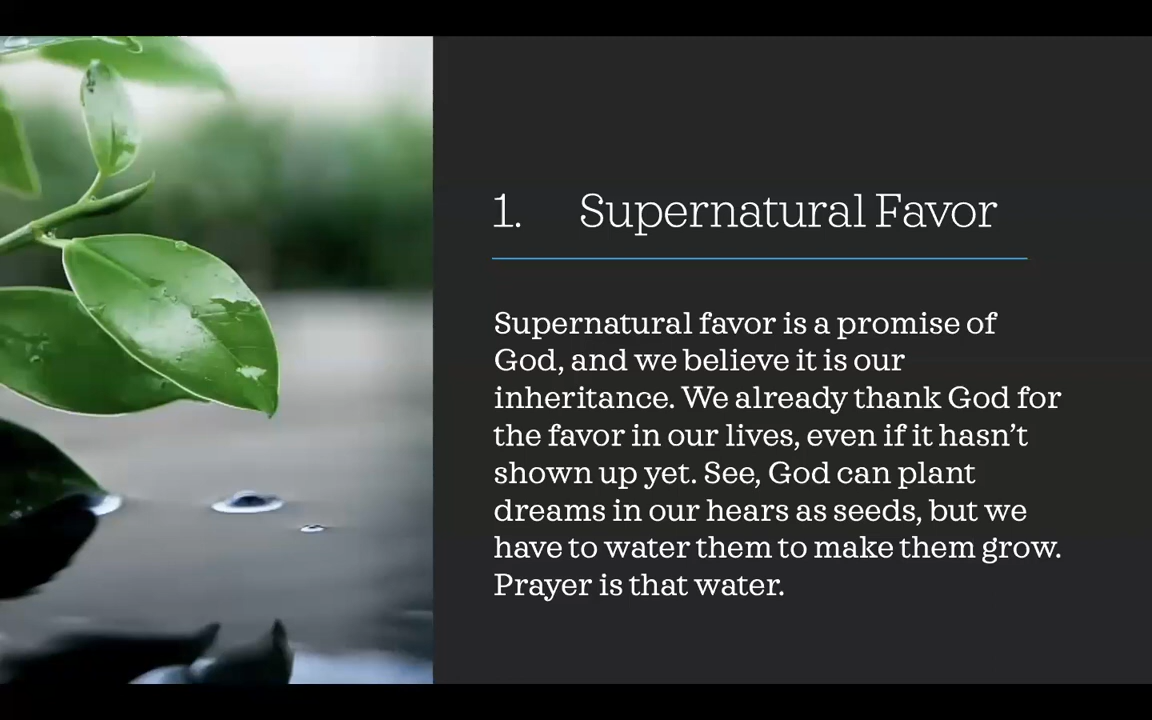 1. Supernatural Favor
Supernatural favor is a promise of
God, and we believe it is our
inheritance. We already thank God for
the favor in our lives, even if it hasn’t
shown up yet. See, God can plant
dreams in our hears as seeds, but we
have to water them to make them grow.
Prayer is that water.